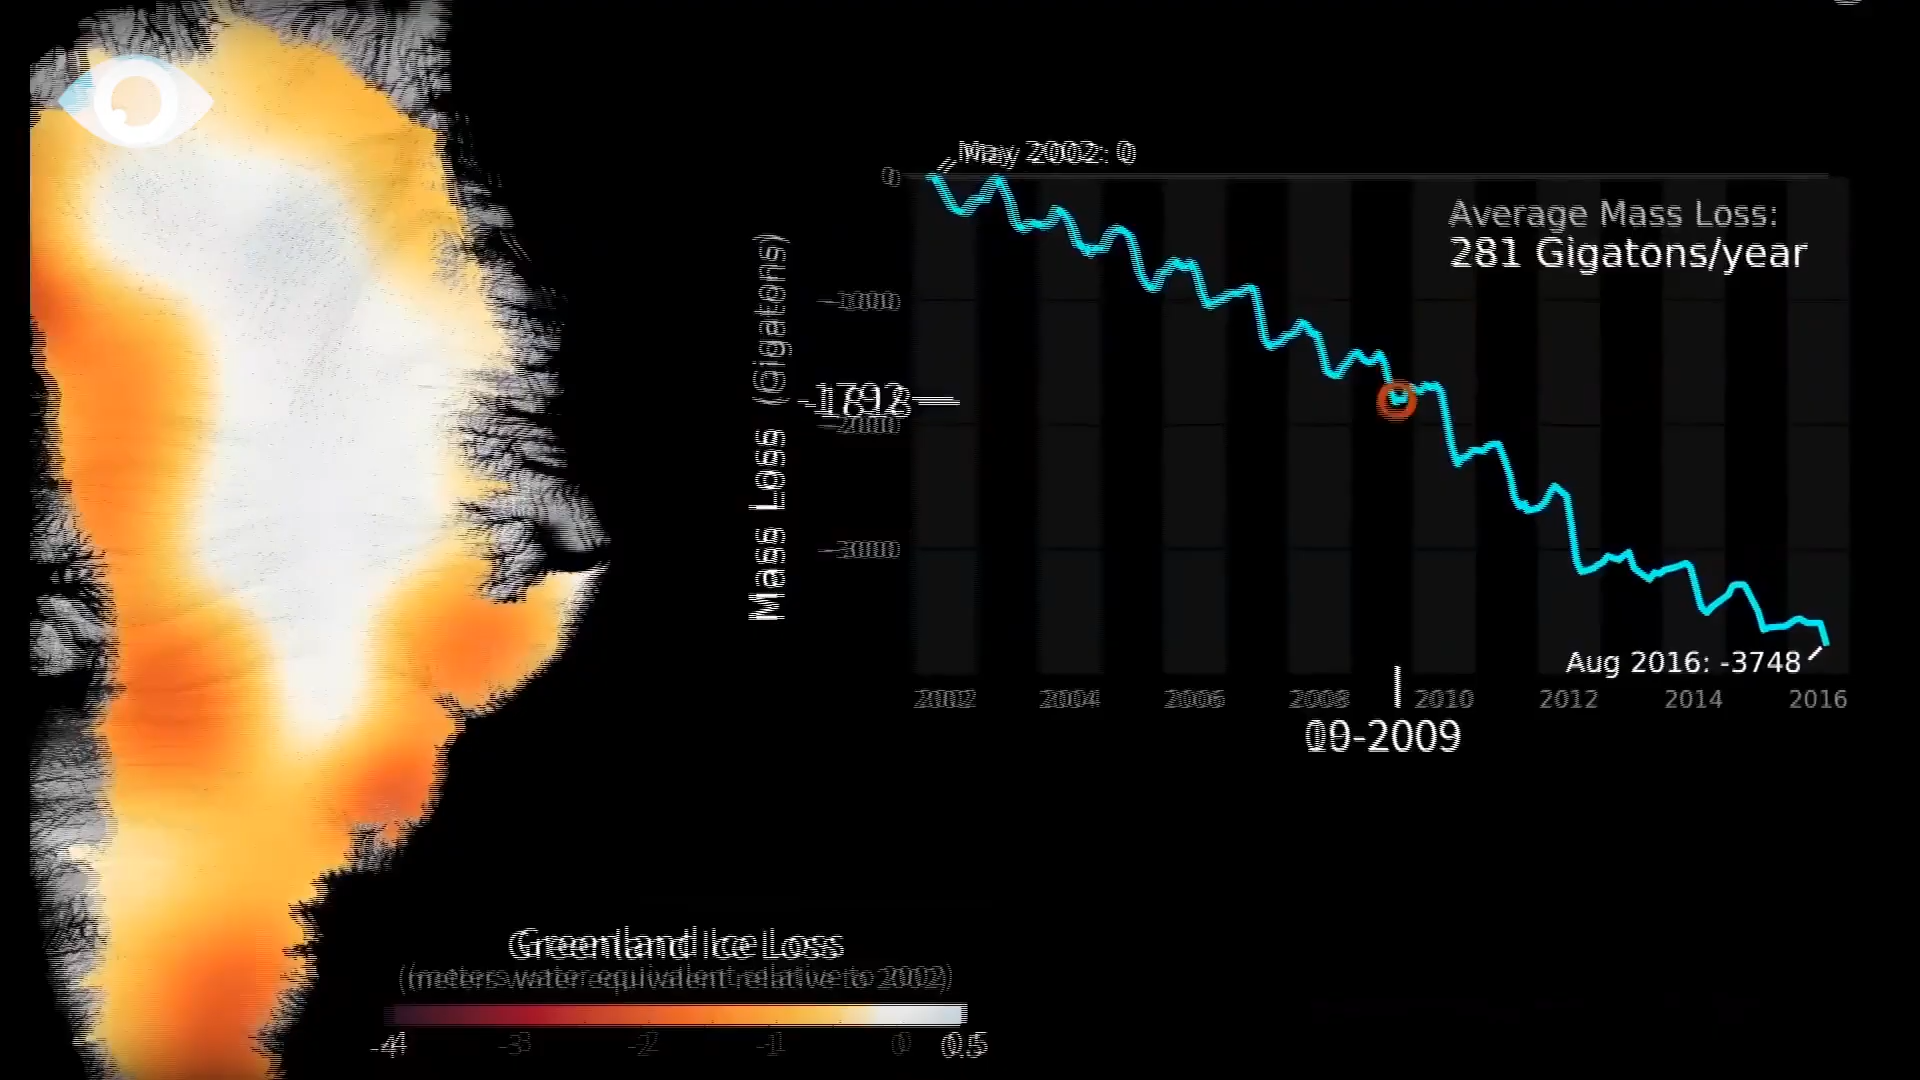 May 2002: 0
0
Average Mass Loss:
281 Gigatons/year
Mass Loss (Gigatons)
-1000
-2000
-3000
Aug 2016: -3748
2002 2004 2006 2008 2010 2012 2014 2016
-2009
Greenland Ice Loss
(meters water equivalent relative to 2002)
-4 -3 -2 -1 0 0.5